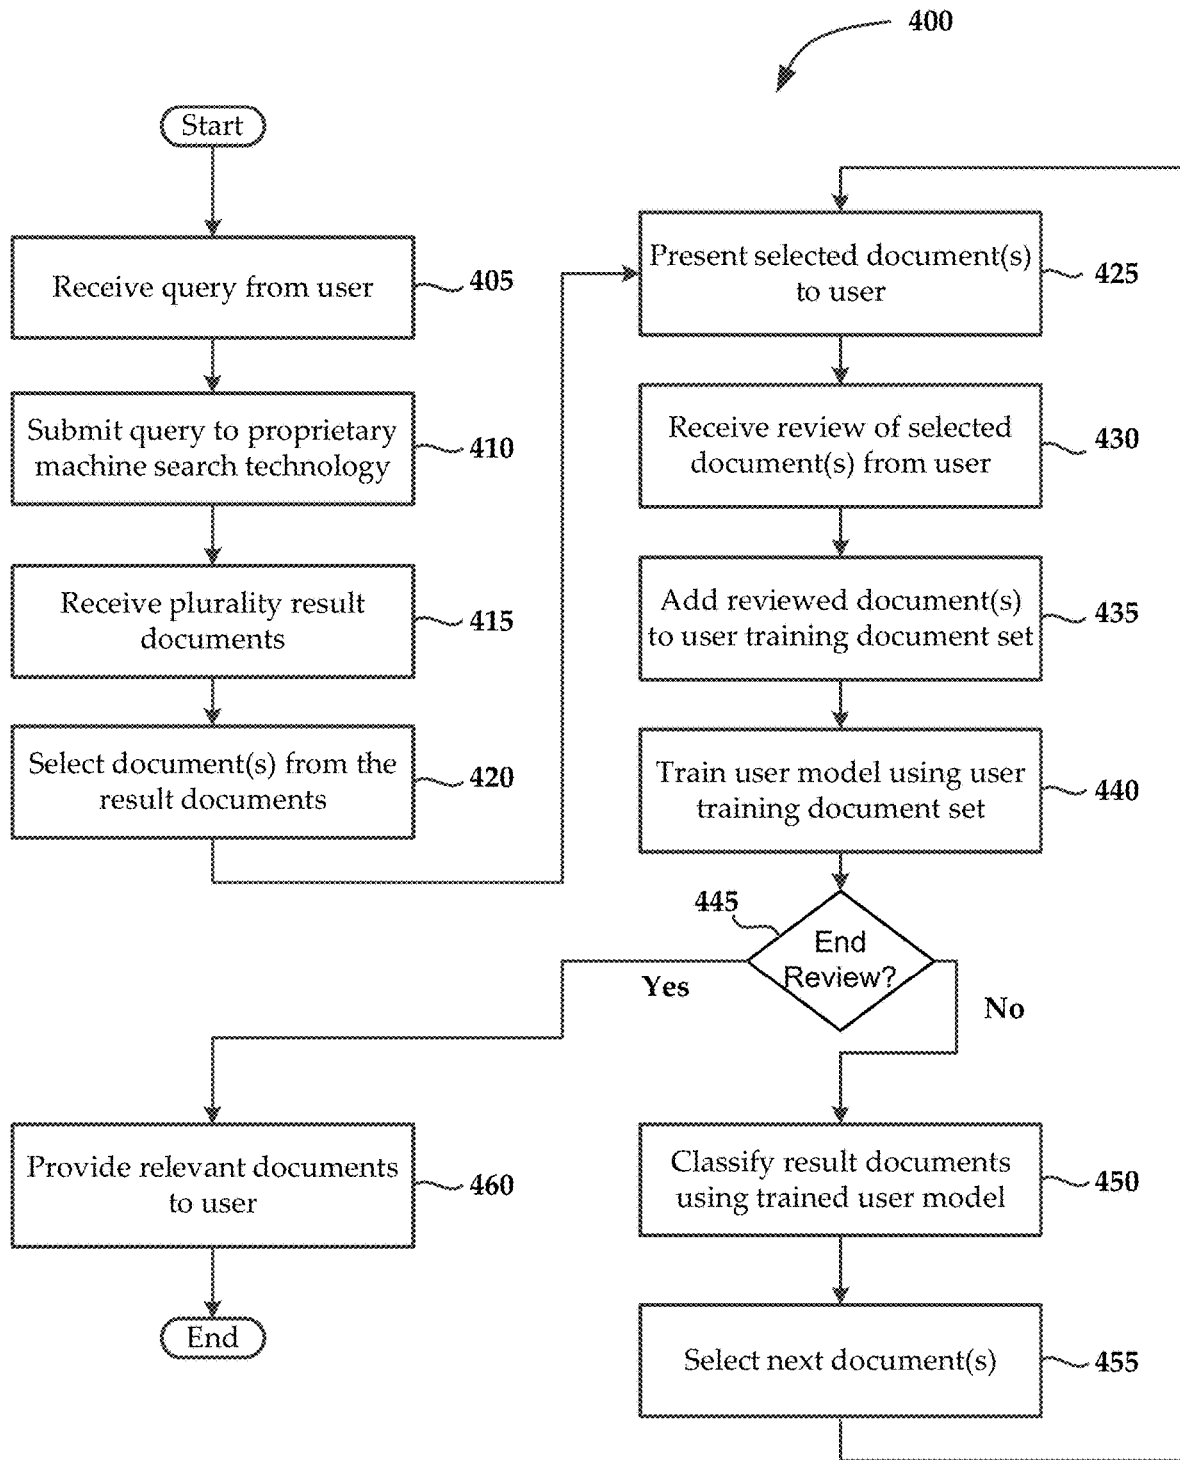 400
Start
Receive query from user
405
Submit query to proprietary
machine search technology
410
Receive plurality result
documents
415
Select document(s) from the
result documents
420
Present selected document(s)
to user
425
Receive review of selected
document(s) from user
430
Add reviewed document(s)
to user training document set
435
Train user model using user
training document set
440
445
End
Review?
Yes
No
Classify result documents
using trained user model
450
Select next document(s)
455
Provide relevant documents
to user
460
End